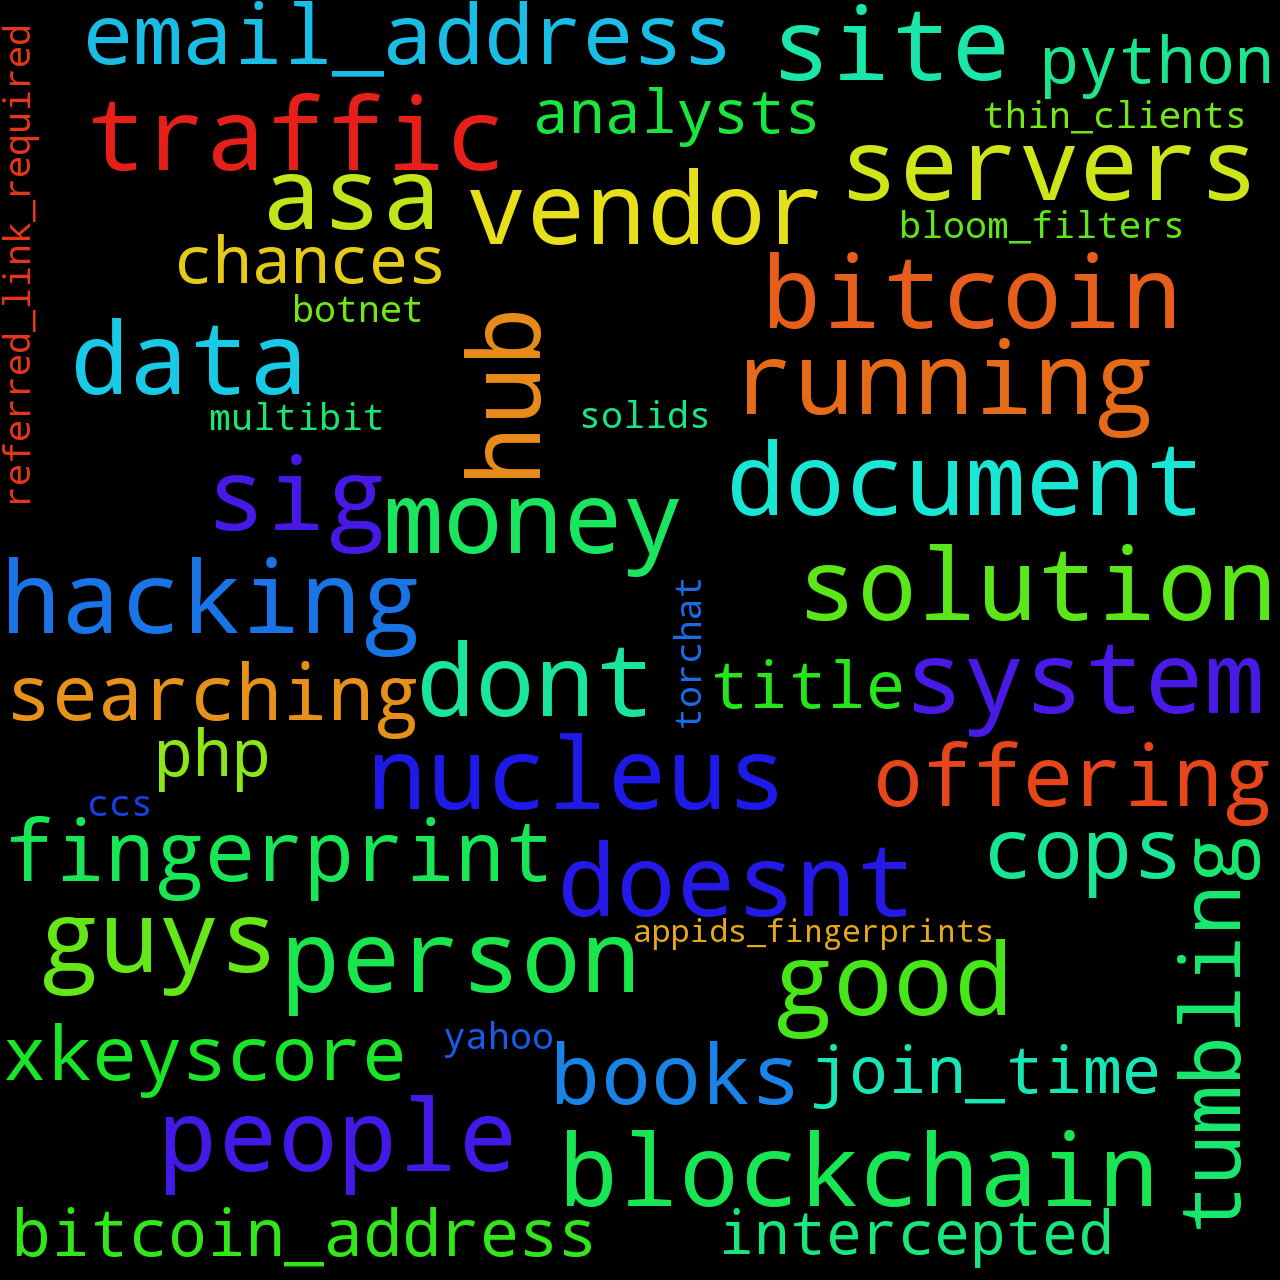 email_address
site
python
referred_link_required
traffic
analysts
thin_clients
servers
asa
vendor
bloom_filters
chances
bitcoin
botnet
hub
data
running
multibit
solids
sig
document
money
hacking
solution
torchat
searching
dont
title
system
php
nucleus
offering
ccs
fingerprint
cops
doesnt
tumbling
guys
person
appids_fingerprints
good
xkeyscore
yahoo
books
join_time
people
blockchain
bitcoin_address
intercepted